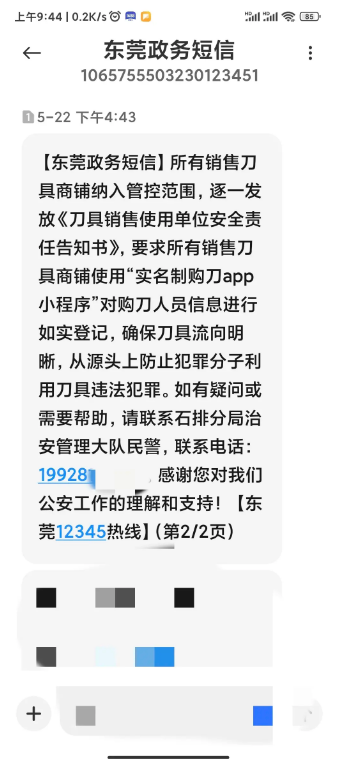 上午9:44 | 0.2K/s
85
东莞政务短信
1065755503230123451
1 5-22 下午4:43
【东莞政务短信】所有销售刀
具商铺纳入管控范围，逐一发
放《刀具销售使用单位安全责
任告知书》，要求所有销售刀
具商铺使用“实名制购刀app
小程序”对购刀人员信息进行
如实登记，确保刀具流向明
晰，从源头上防止犯罪分子利
用刀具违法犯罪。如有疑问或
需要帮助，请联系石排分局治
安管理大队民警，联系电话：
19928 ，感谢您对我们
公安工作的理解和支持！【东
莞12345热线】（第2/2页）